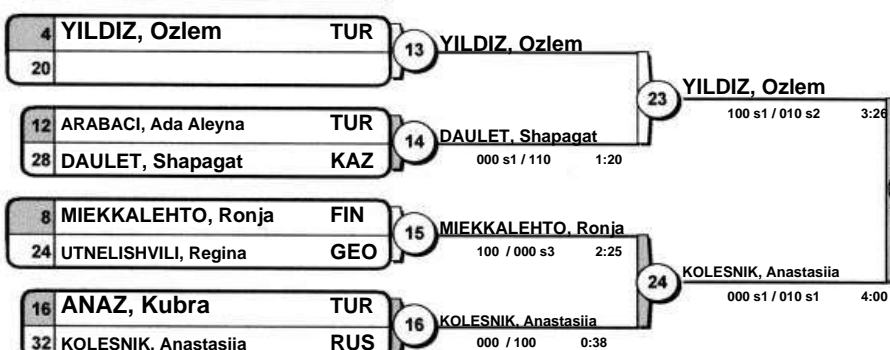 4 YILDIZ, Ozlem TUR
20
13 YILDIZ, Ozlem
12 ARABACI, Ada Aleyna TUR
28 DAULET, Shapagat KAZ
14 DAULET, Shapagat
000 s1 / 110 1:20
23 YILDIZ, Ozlem
100 s1 / 010 s2 3:26
8 MIEKKALEHTO, Ronja FIN
24 UTNELISHVILI, Regina GEO
15 MIEKKALEHTO, Ronja
100 / 000 s3 2:25
16 ANAZ, Kubra TUR
32 KOLESNIK, Anastasiia RUS
16 KOLESNIK, Anastasiia
000 / 100 0:38
24 KOLESNIK, Anastasiia
000 s1 / 010 s1 4:00